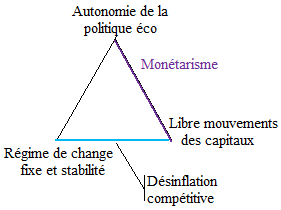 Autonomie de la
politique éco
Monétarisme
Libre mouvements
des capitaux
Régime de change
fixe et stabilité
Désinflation
compétitive